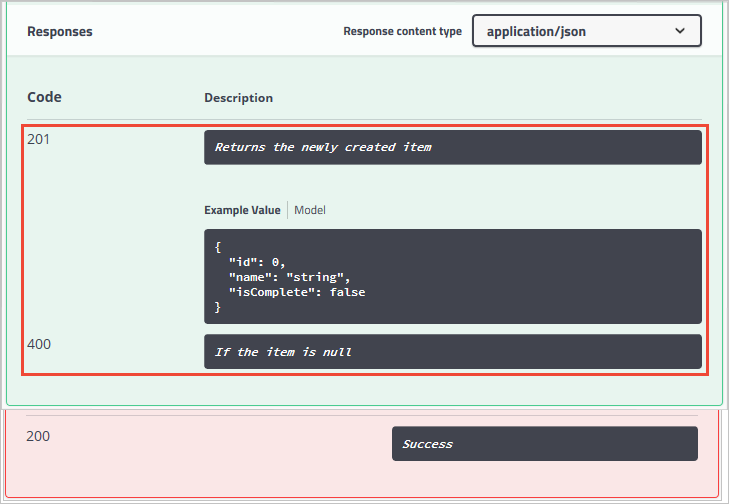 Responses
Response content type
application/json
Code
Description
201
Returns the newly created item
Example Value
Model
{
  "id": 0,
  "name": "string",
  "isComplete": false
}
400
If the item is null
200
Success